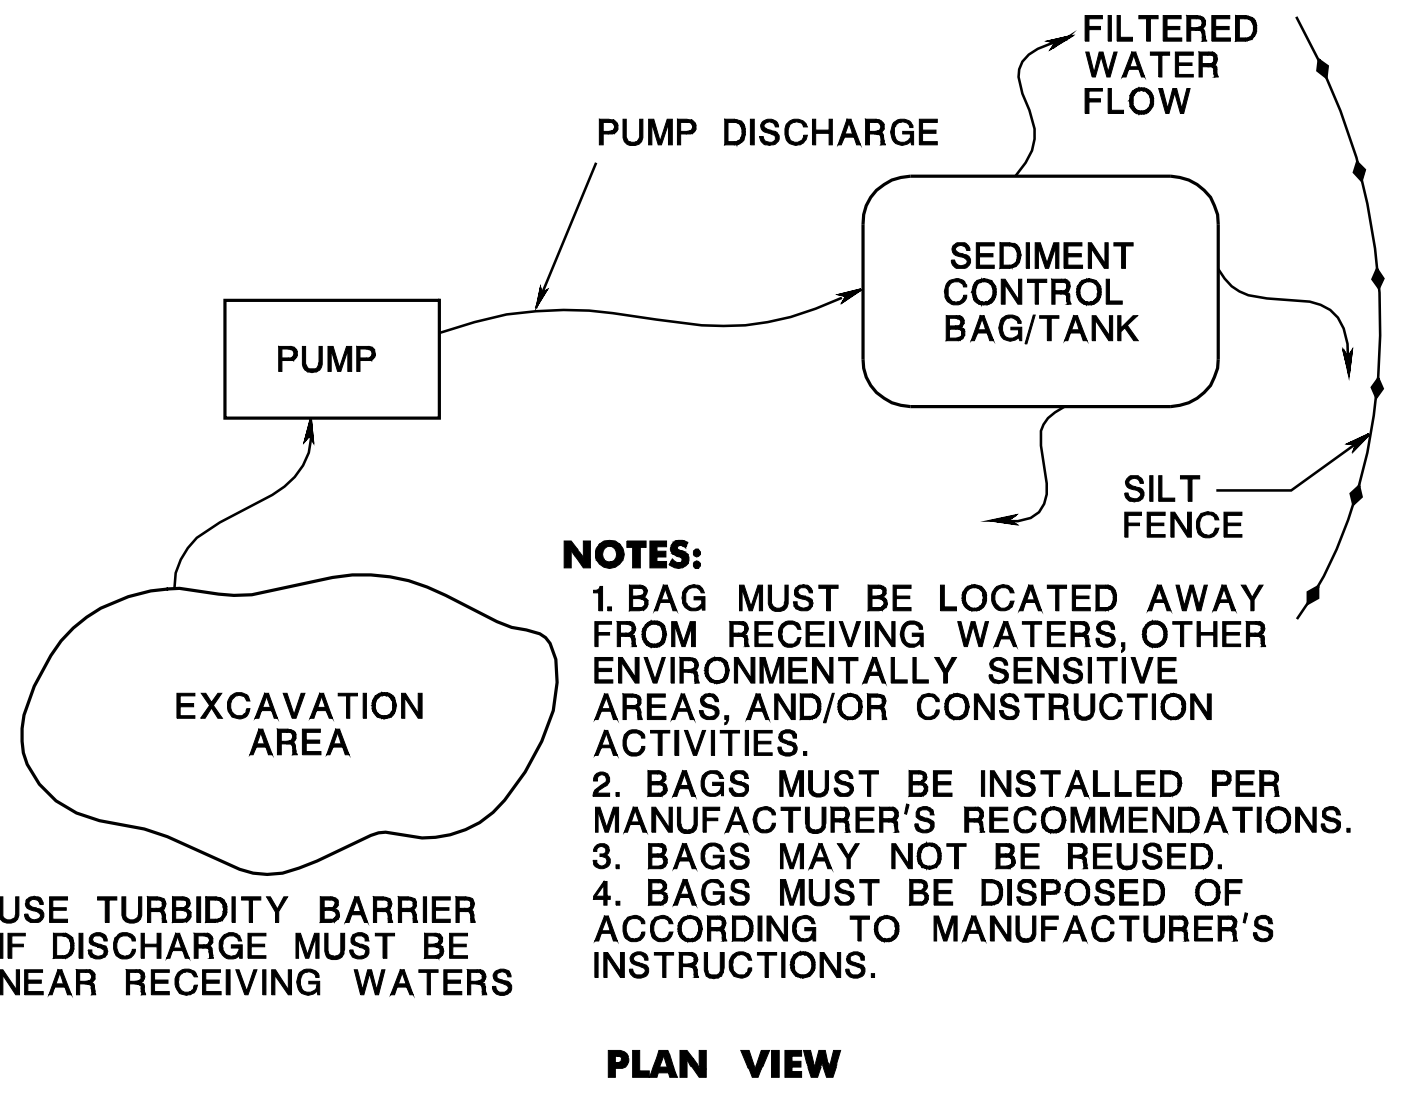 FILTERED
WATER
FLOW
PUMP DISCHARGE
SEDIMENT
CONTROL
BAG/TANK
PUMP
SILT
FENCE
EXCAVATION
AREA
NOTES:
1. BAG MUST BE LOCATED AWAY
FROM RECEIVING WATERS, OTHER
ENVIRONMENTALLY SENSITIVE
AREAS, AND/OR CONSTRUCTION
ACTIVITIES.
2. BAGS MUST BE INSTALLED PER
MANUFACTURER'S RECOMMENDATIONS.
3. BAGS MAY NOT BE REUSED.
4. BAGS MUST BE DISPOSED OF
ACCORDING TO MANUFACTURER'S
INSTRUCTIONS.
USE TURBIDITY BARRIER
IF DISCHARGE MUST BE
NEAR RECEIVING WATERS
PLAN VIEW